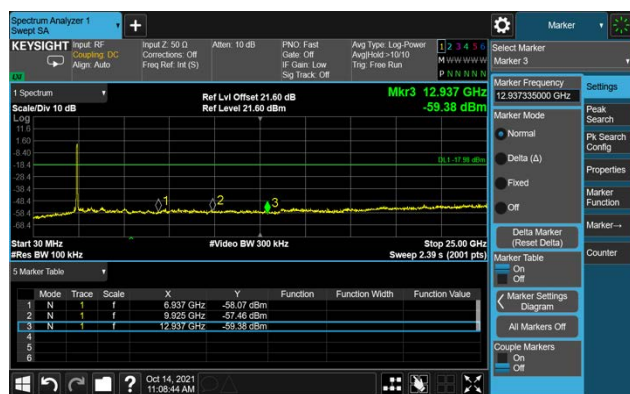 Spectrum Analyzer 1
Swept SA
Marker
KEYSIGHT
Input: RF
Coupling: DC
Align: Auto
Input Z: 50 Ω
Corrections: Off
Freq Ref: Int (S)
Atten: 10 dB
PNO: Fast
Gate: Off
IF Gain: Low
Sig Track: Off
Avg Type: Log-Power
Avg|Hold:>10/10
Trig: Free Run
1 2 3 4 5 6
M W W W W W
P N N N N N
LV
Select Marker
Marker 3
1 Spectrum
Scale/Div 10 dB
Ref Lvl Offset 21.60 dB
Ref Level 21.60 dBm
Mkr3 12.937 GHz
-59.38 dBm
Log
11.6
1.60
-8.40
-18.4
-28.4
-38.4
-48.4
-58.4
-68.4
DL1 -17.98 dBm
1
2
3
Start 30 MHz
#Res BW 100 kHz
#Video BW 300 kHz
Stop 25.00 GHz
Sweep 2.39 s (2001 pts)
5 Marker Table
Mode Trace Scale X Y Function Function Width Function Value
1 N 1 f 6.937 GHz -58.07 dBm
2 N 1 f 9.925 GHz -57.46 dBm
3 N 1 f 12.937 GHz -59.38 dBm
4
5
6
Marker Frequency
12.937335000 GHz
Marker Mode
Normal
Delta (Δ)
Fixed
Off
Delta Marker
(Reset Delta)
Marker Table
On
Off
Marker Settings
Diagram
All Markers Off
Couple Markers
On
Off
Settings
Peak
Search
Pk Search
Config
Properties
Marker
Function
Marker→
Counter
?
Oct 14, 2021
11:08:44 AM